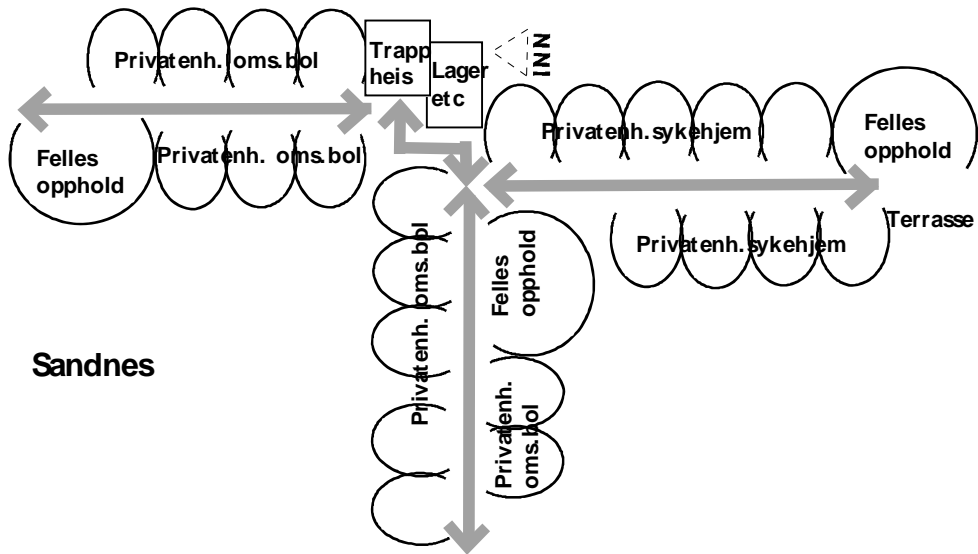 Privatenh. oms.bol
Trapp
heis
Lager
etc
INN
Felles
opphold
Privatenh. oms.bol
Privatenh.sykehjem
Felles
opphold
Privatenh.sykehjem
Terrasse
Privatenh. oms.bol
Felles
opphold
Privatenh.
oms.bol
Sandnes